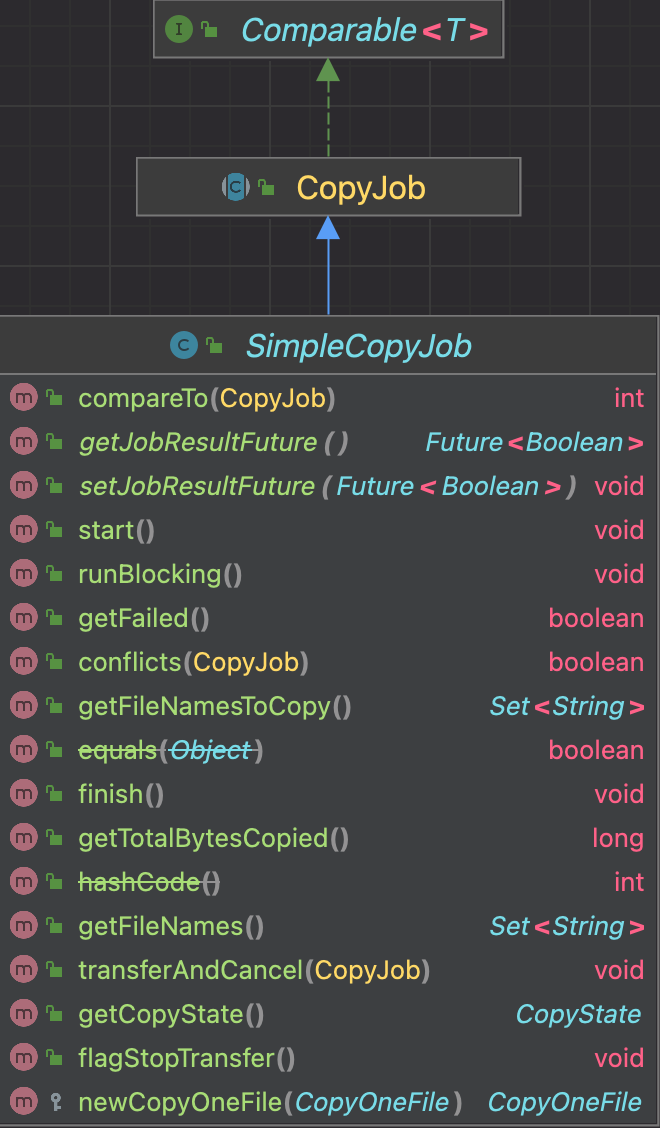 I Comparable<T>
C CopyJob
C SimpleCopyJob
m compareTo(CopyJob) int
m getJobResultFuture() Future<Boolean>
m setJobResultFuture(Future<Boolean>) void
m start() void
m runBlocking() void
m getFailed() boolean
m conflicts(CopyJob) boolean
m getFileNamesToCopy() Set<String>
m equals(Object) boolean
m finish() void
m getTotalBytesCopied() long
m hashCode() int
m getFileNames() Set<String>
m transferAndCancel(CopyJob) void
m getCopyState() CopyState
m flagStopTransfer() void
m newCopyOneFile(CopyOneFile) CopyOneFile